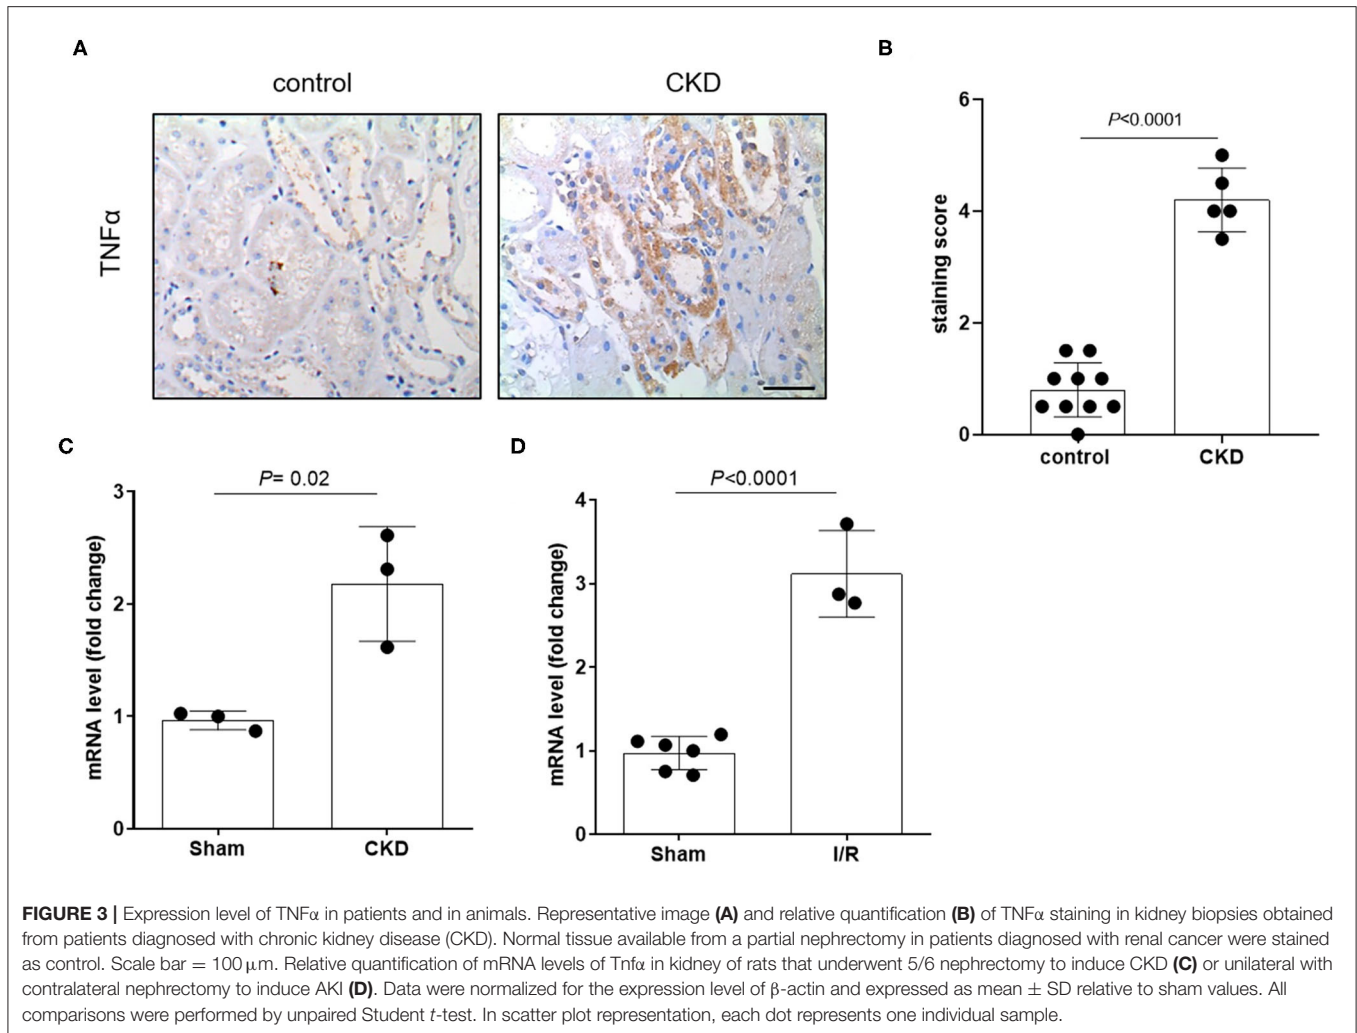 A
control
CKD
TNFα
B
P<0.0001
staining score
6
4
2
0
control
CKD
C
P= 0.02
mRNA level (fold change)
3
2
1
0
Sham
CKD
D
P<0.0001
mRNA level (fold change)
4
3
2
1
0
Sham
I/R
FIGURE 3 | Expression level of TNFα in patients and in animals. Representative image (A) and relative quantification (B) of TNFα staining in kidney biopsies obtained
from patients diagnosed with chronic kidney disease (CKD). Normal tissue available from a partial nephrectomy in patients diagnosed with renal cancer were stained
as control. Scale bar = 100 μm. Relative quantification of mRNA levels of Tnfα in kidney of rats that underwent 5/6 nephrectomy to induce CKD (C) or unilateral with
contralateral nephrectomy to induce AKI (D). Data were normalized for the expression level of β-actin and expressed as mean ± SD relative to sham values. All
comparisons were performed by unpaired Student t-test. In scatter plot representation, each dot represents one individual sample.